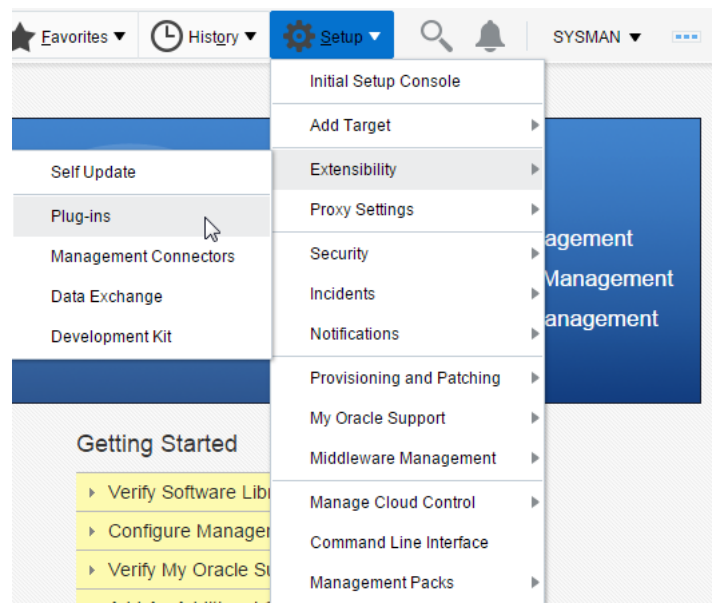 Favorites ▼ History ▼ Setup ▼ SYSMAN ▼
Initial Setup Console
Add Target
Extensibility
Proxy Settings
Security
Incidents
Notifications
Provisioning and Patching
My Oracle Support
Middleware Management
Manage Cloud Control
Command Line Interface
Management Packs
Self Update
Plug-ins
Management Connectors
Data Exchange
Development Kit
agement
Management
anagement
Getting Started
Verify Software Libr
Configure Manager
Verify My Oracle Su